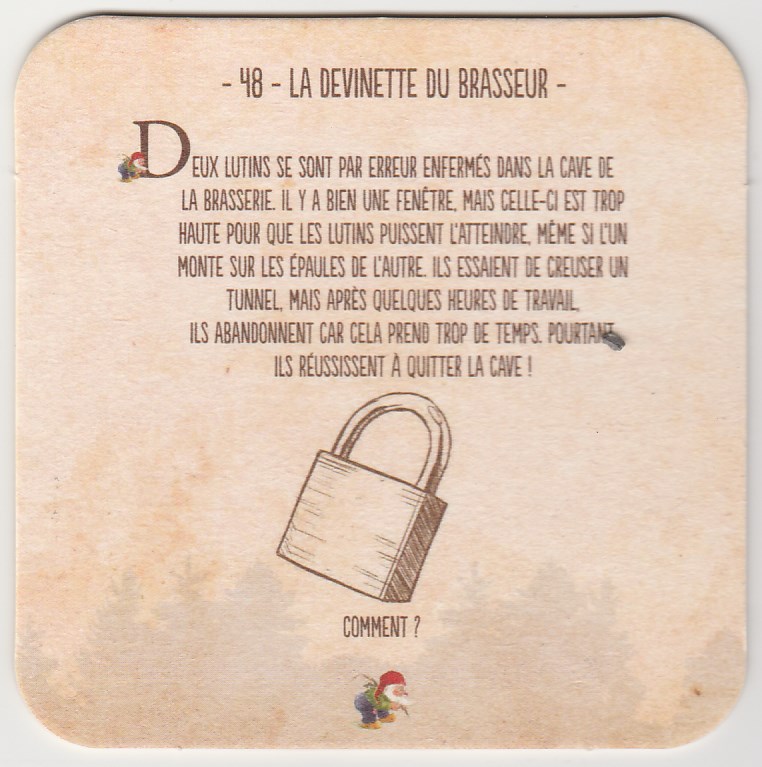 - 48 - LA DEVINETTE DU BRASSEUR -
DEUX LUTINS SE SONT PAR ERREUR ENFERMÉS DANS LA CAVE DE
LA BRASSERIE. IL Y A BIEN UNE FENÊTRE, MAIS CELLE-CI EST TROP
HAUTE POUR QUE LES LUTINS PUISSENT L'ATTEINDRE, MÊME SI L'UN
MONTE SUR LES ÉPAULES DE L'AUTRE. ILS ESSAIENT DE CREUSER UN
TUNNEL, MAIS APRÈS QUELQUES HEURES DE TRAVAIL,
ILS ABANDONNENT CAR CELA PREND TROP DE TEMPS. POURTANT,
ILS RÉUSSISSENT À QUITTER LA CAVE !
COMMENT ?